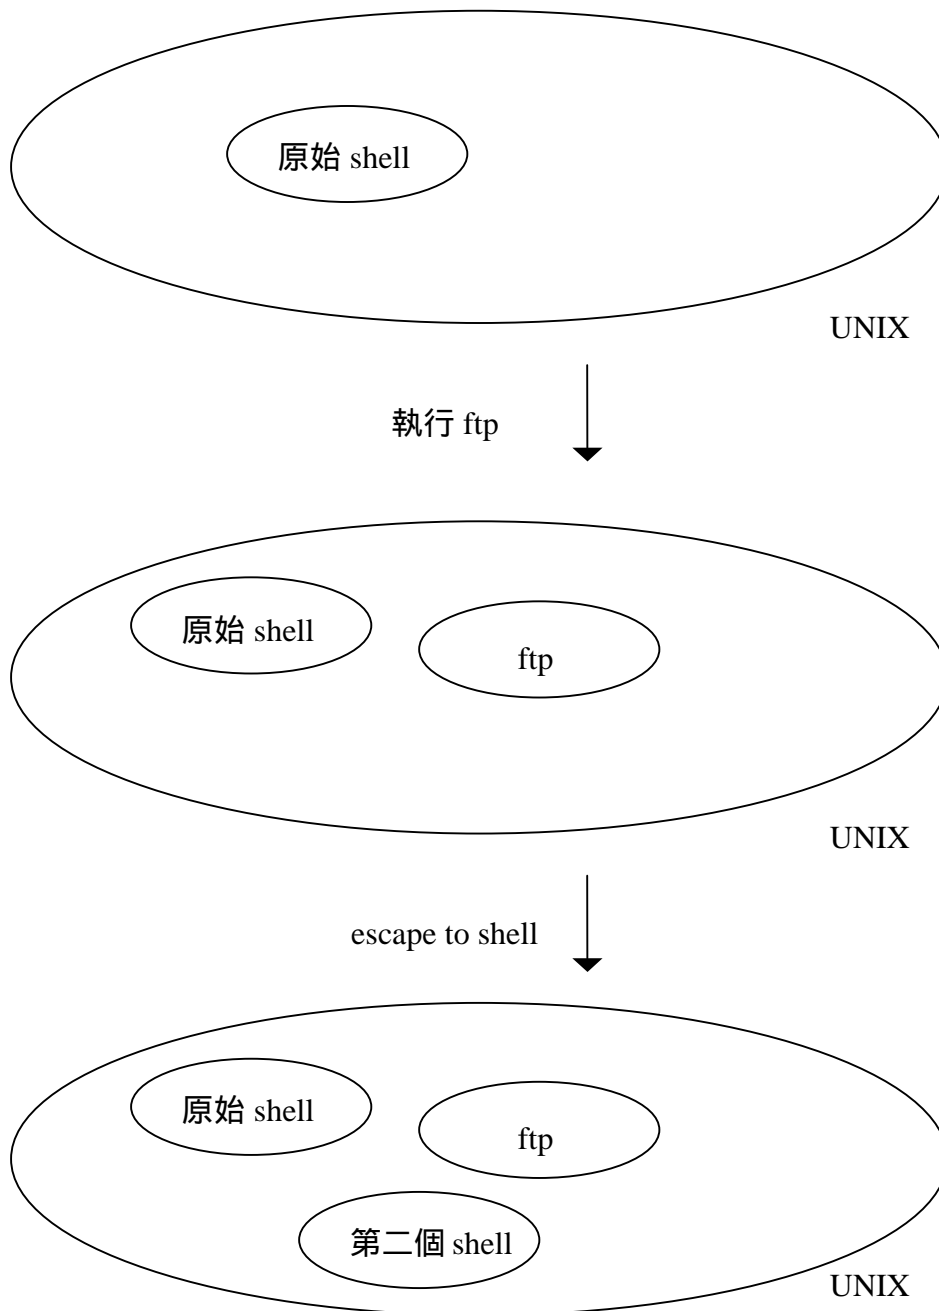 原始 shell
UNIX
執行 ftp
原始 shell
ftp
UNIX
escape to shell
原始 shell
ftp
第二個 shell
UNIX